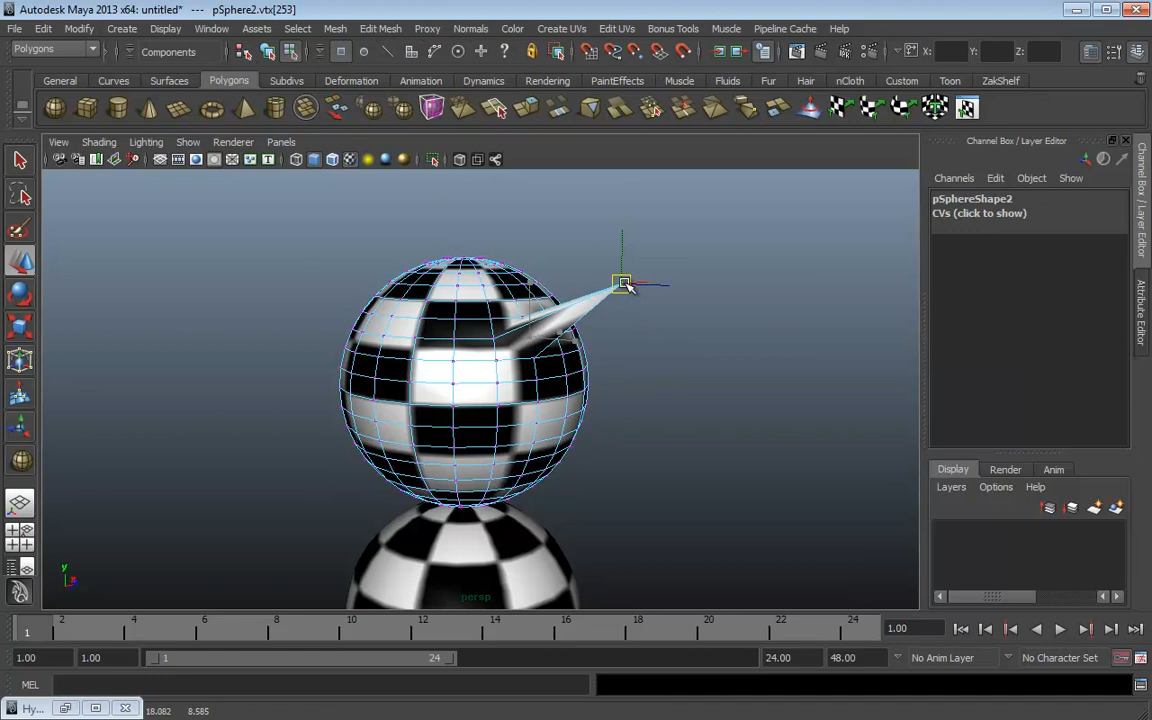 Autodesk Maya 2013 x64: untitled* --- pSphere2.vtx[253]
File Edit Modify Create Display Window Assets Select Mesh Edit Mesh Proxy Normals Color Create UVs Edit UVs Bonus Tools Muscle Pipeline Cache Help
Polygons Components X: Y: Z:
General Curves Surfaces Polygons Subdivs Deformation Animation Dynamics Rendering PaintEffects Muscle Fluids Fur Hair nCloth Custom Toon ZakShelf
View Shading Lighting Show Renderer Panels
Channel Box / Layer Editor
Channels Edit Object Show
pSphereShape2
CVs (click to show)
Channel Box / Layer Editor
Attribute Editor
Display Render Anim
Layers Options Help
y
x
persp
1 2 4 6 8 10 12 14 16 18 20 22 24 1.00
1.00 1.00 1 24 24.00 48.00 No Anim Layer No Character Set
MEL
Hy... 18.082 8.585